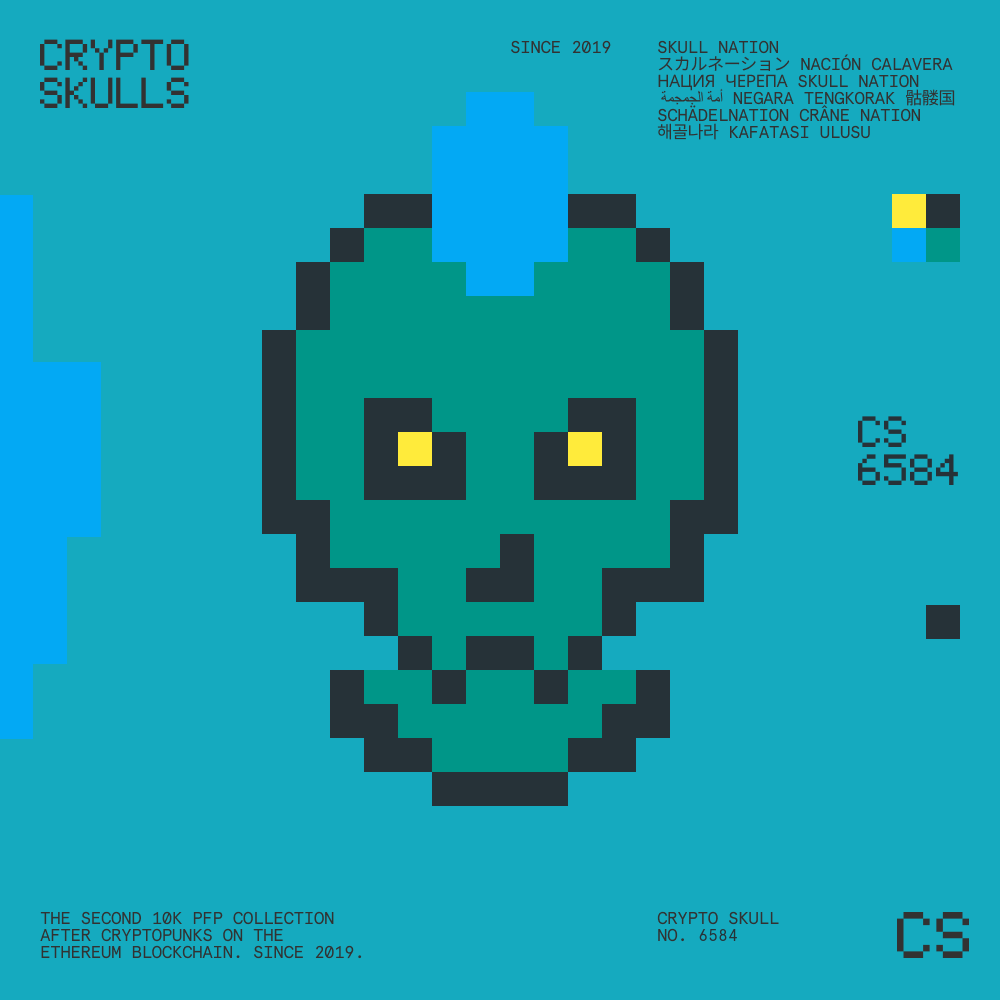 CRYPTO
SKULLS
SINCE 2019
SKULL NATION
スカルネーション NACIÓN CALAVERA
НАЦИЯ ЧЕРЕПА SKULL NATION
أمة الجمجمة NEGARA TENGKORAK 骷髅国
SCHÄDELNATION CRÂNE NATION
해골나라 KAFATASI ULUSU
CS
6584
THE SECOND 10K PFP COLLECTION
AFTER CRYPTOPUNKS ON THE
ETHEREUM BLOCKCHAIN. SINCE 2019.
CRYPTO SKULL
NO. 6584
CS